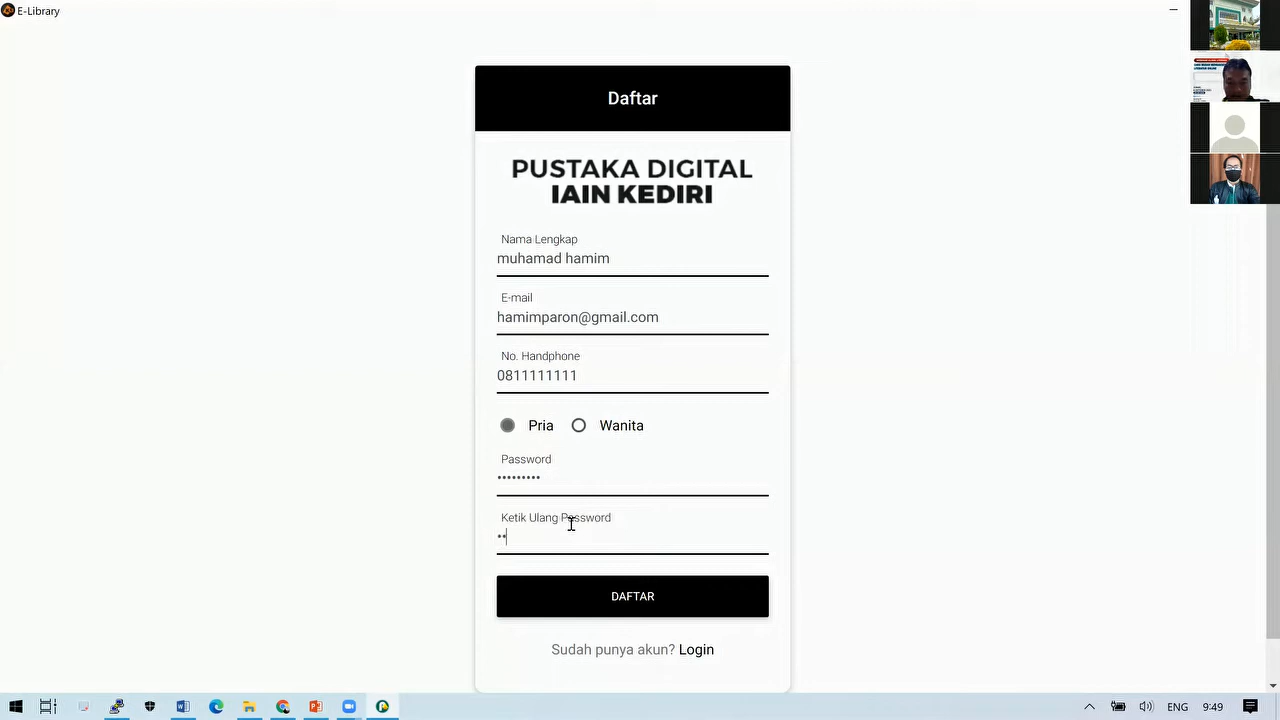 E-Library
Daftar
PUSTAKA DIGITAL
IAIN KEDIRI
Nama Lengkap
muhamad hamim
E-mail
hamimparon@gmail.com
No. Handphone
0811111111
Pria
Wanita
Password
•••••••••
Ketik Ulang Password
••
DAFTAR
Sudah punya akun? Login
ENG
9:49